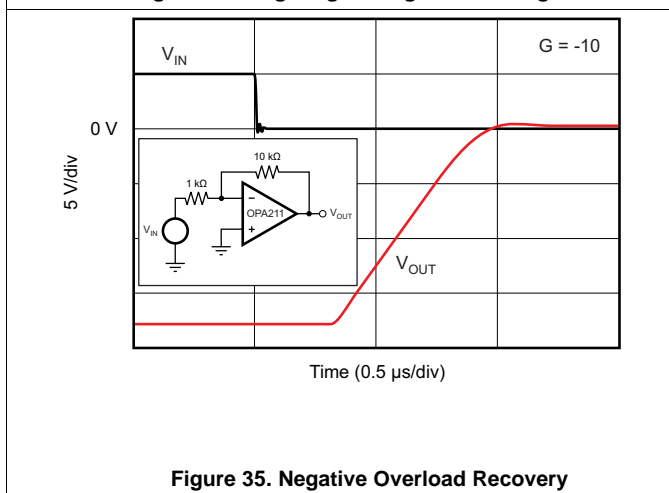 V_IN
G = -10
0 V
5 V/div
10 kΩ
1 kΩ
−
OPA211
+
V_IN
V_OUT
V_OUT
Time (0.5 μs/div)
Figure 35. Negative Overload Recovery